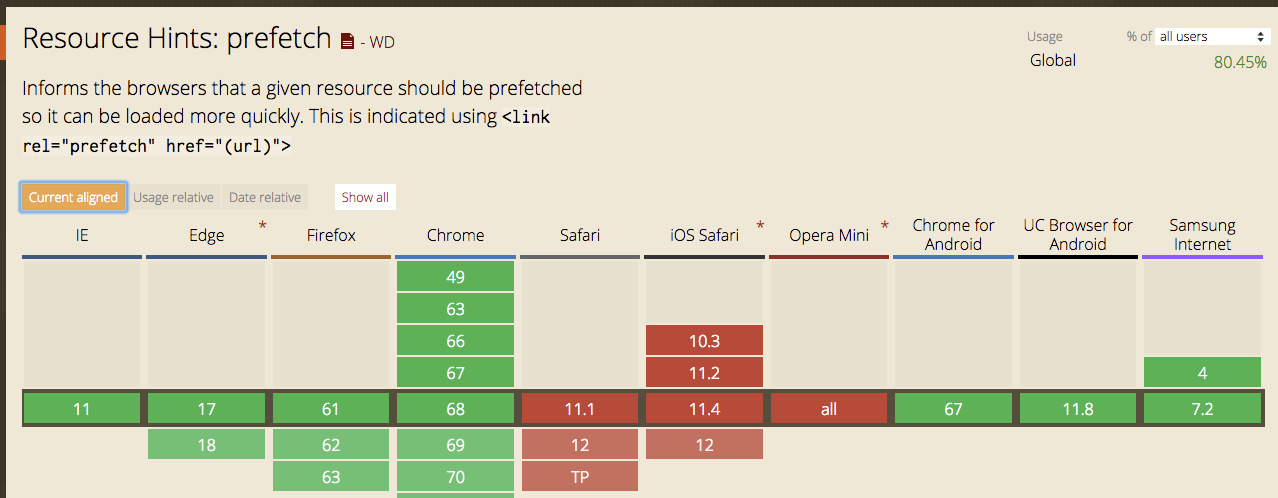 Resource Hints: prefetch - WD
Usage % of all users
Global 80.45%
Informs the browsers that a given resource should be prefetched
so it can be loaded more quickly. This is indicated using <link
rel="prefetch" href="(url)">
Current aligned Usage relative Date relative Show all
IE Edge * Firefox Chrome Safari iOS Safari * Opera Mini * Chrome for Android UC Browser for Android Samsung Internet
49
63
66 10.3
67 11.2 4
11 17 61 68 11.1 11.4 all 67 11.8 7.2
18 62 69 12 12
63 70 TP